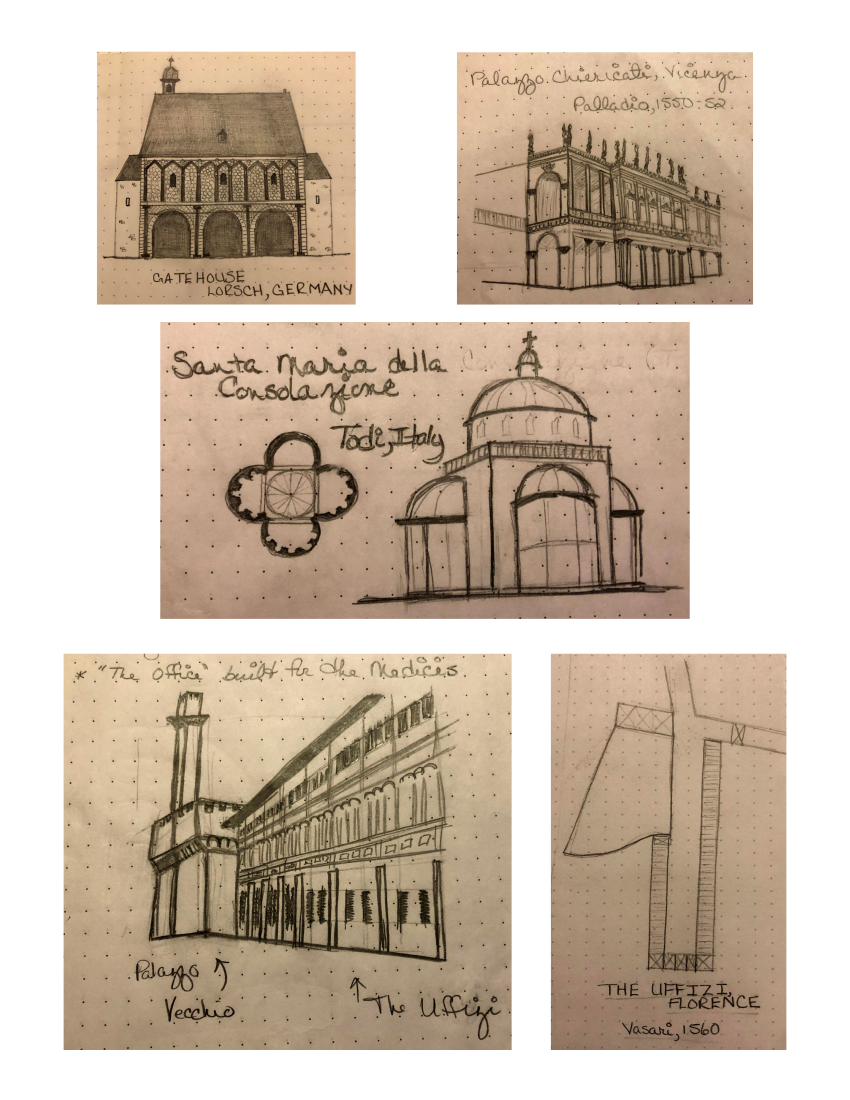 GATEHOUSE
LORSCH, GERMANY
Palazzo Chiericati, Vicenza
Palladio, 1550-52
Santa Maria della
Consolazione
Todi, Italy
* "The Office" built for the Medicis.
Palazzo
Vecchio
The Uffizi
THE UFFIZI,
FLORENCE
Vasari, 1560